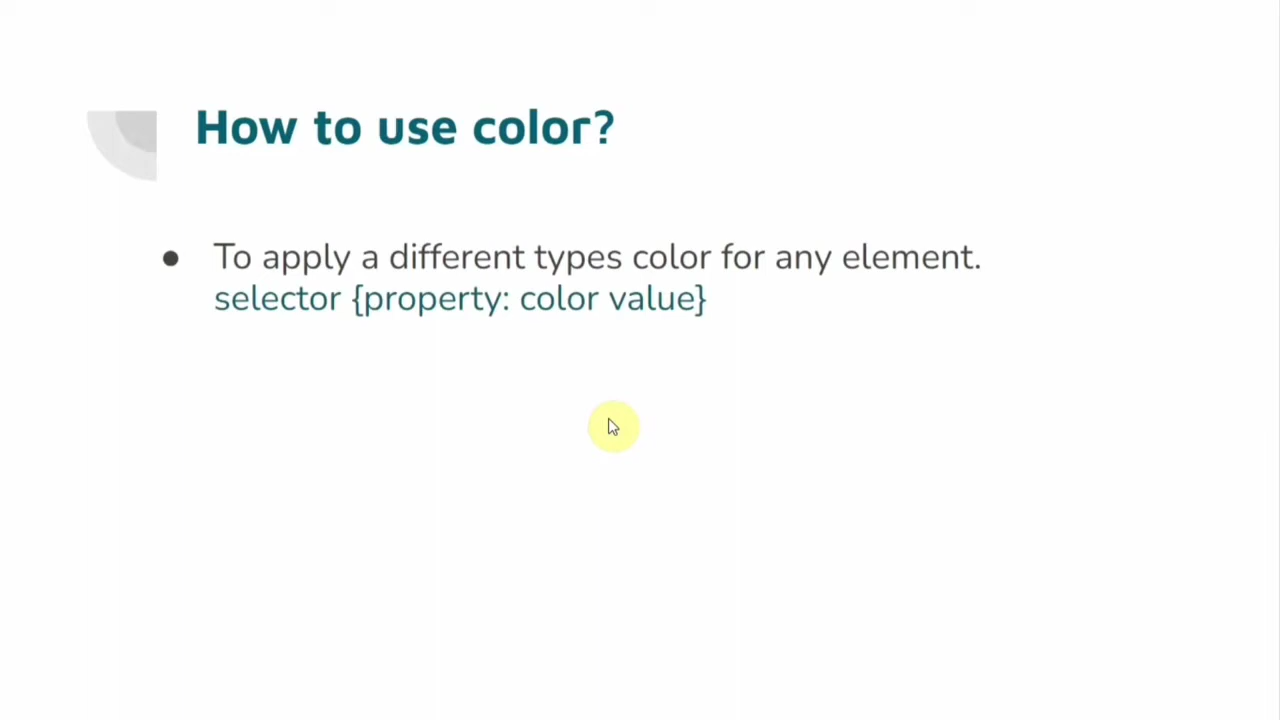 How to use color?
● To apply a different types color for any element.
selector {property: color value}